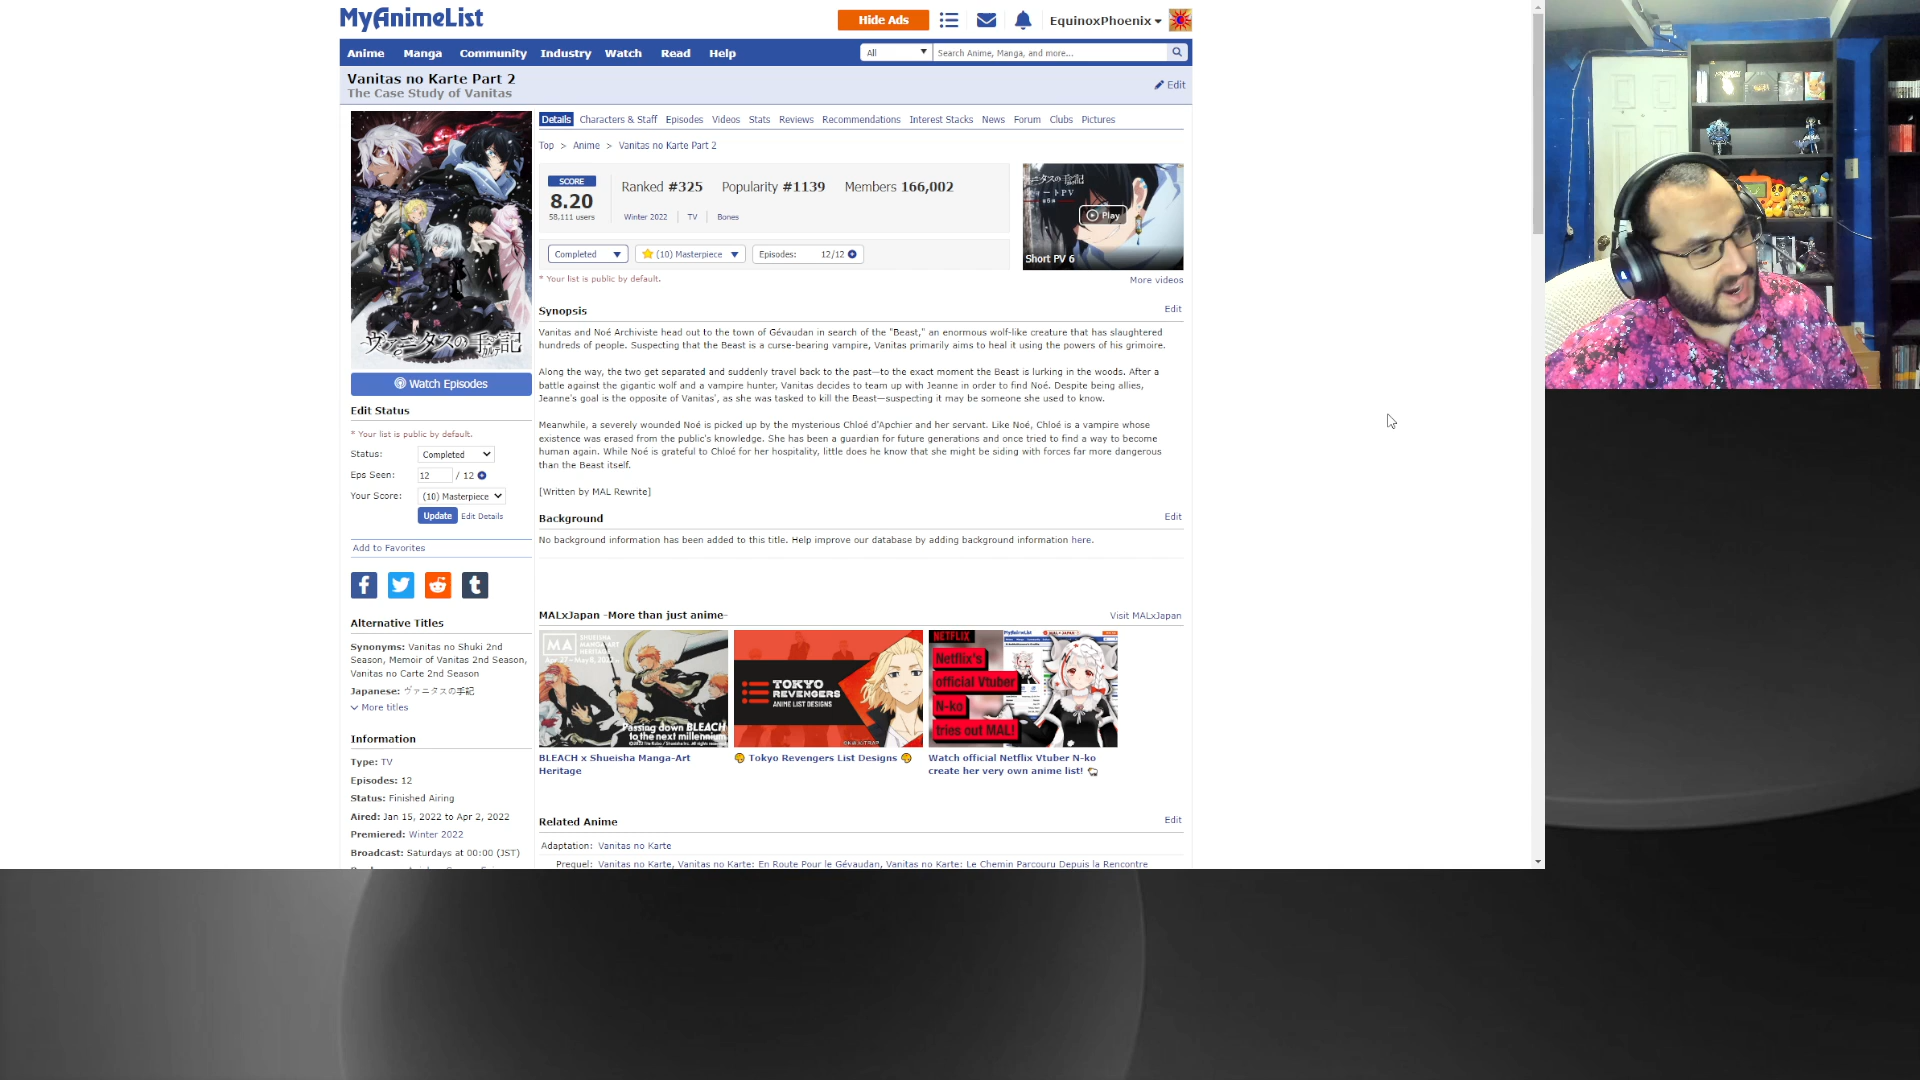 MyAnimeList
Hide Ads
EquinoxPhoenix
Anime Manga Community Industry Watch Read Help
All
Search Anime, Manga, and more...
Vanitas no Karte Part 2
The Case Study of Vanitas
Edit
Details Characters & Staff Episodes Videos Stats Reviews Recommendations Interest Stacks News Forum Clubs Pictures
Top > Anime > Vanitas no Karte Part 2
SCORE
8.20
58,111 users
Ranked #325 Popularity #1139 Members 166,002
Winter 2022 TV Bones
Completed
(10) Masterpiece
Episodes: 12/12
* Your list is public by default.
Play
Short PV 6
More videos
ヴァニタスの手記
Watch Episodes
Edit Status
* Your list is public by default.
Status: Completed
Eps Seen: 12 / 12
Your Score: (10) Masterpiece
Update Edit Details
Add to Favorites
Alternative Titles
Synonyms: Vanitas no Shuki 2nd
Season, Memoir of Vanitas 2nd Season,
Vanitas no Carte 2nd Season
Japanese: ヴァニタスの手記
More titles
Information
Type: TV
Episodes: 12
Status: Finished Airing
Aired: Jan 15, 2022 to Apr 2, 2022
Premiered: Winter 2022
Broadcast: Saturdays at 00:00 (JST)
Synopsis
Edit
Vanitas and Noé Archiviste head out to the town of Gévaudan in search of the "Beast," an enormous wolf-like creature that has slaughtered
hundreds of people. Suspecting that the Beast is a curse-bearing vampire, Vanitas primarily aims to heal it using the powers of his grimoire.
Along the way, the two get separated and suddenly travel back to the past—to the exact moment the Beast is lurking in the woods. After a
battle against the gigantic wolf and a vampire hunter, Vanitas decides to team up with Jeanne in order to find Noé. Despite being allies,
Jeanne's goal is the opposite of Vanitas', as she was tasked to kill the Beast—suspecting it may be someone she used to know.
Meanwhile, a severely wounded Noé is picked up by the mysterious Chloé d'Apchier and her servant. Like Noé, Chloé is a vampire whose
existence was erased from the public's knowledge. She has been a guardian for future generations and once tried to find a way to become
human again. While Noé is grateful to Chloé for her hospitality, little does he know that she might be siding with forces far more dangerous
than the Beast itself.
[Written by MAL Rewrite]
Background
Edit
No background information has been added to this title. Help improve our database by adding background information here.
MALxJapan -More than just anime-
Visit MALxJapan
MA
SHUEISHA
MANGA-ART
HERITAGE
Passing down BLEACH
to the next millennium
TOKYO
REVENGERS
ANIME LIST DESIGNS
NETFLIX
Netflix's
official Vtuber
N-ko
tries out MAL!
BLEACH x Shueisha Manga-Art
Heritage
Tokyo Revengers List Designs
Watch official Netflix Vtuber N-ko
create her very own anime list!
Related Anime
Edit
Adaptation: Vanitas no Karte
Prequel: Vanitas no Karte, Vanitas no Karte: En Route Pour le Gévaudan, Vanitas no Karte: Le Chemin Parcouru Depuis la Rencontre